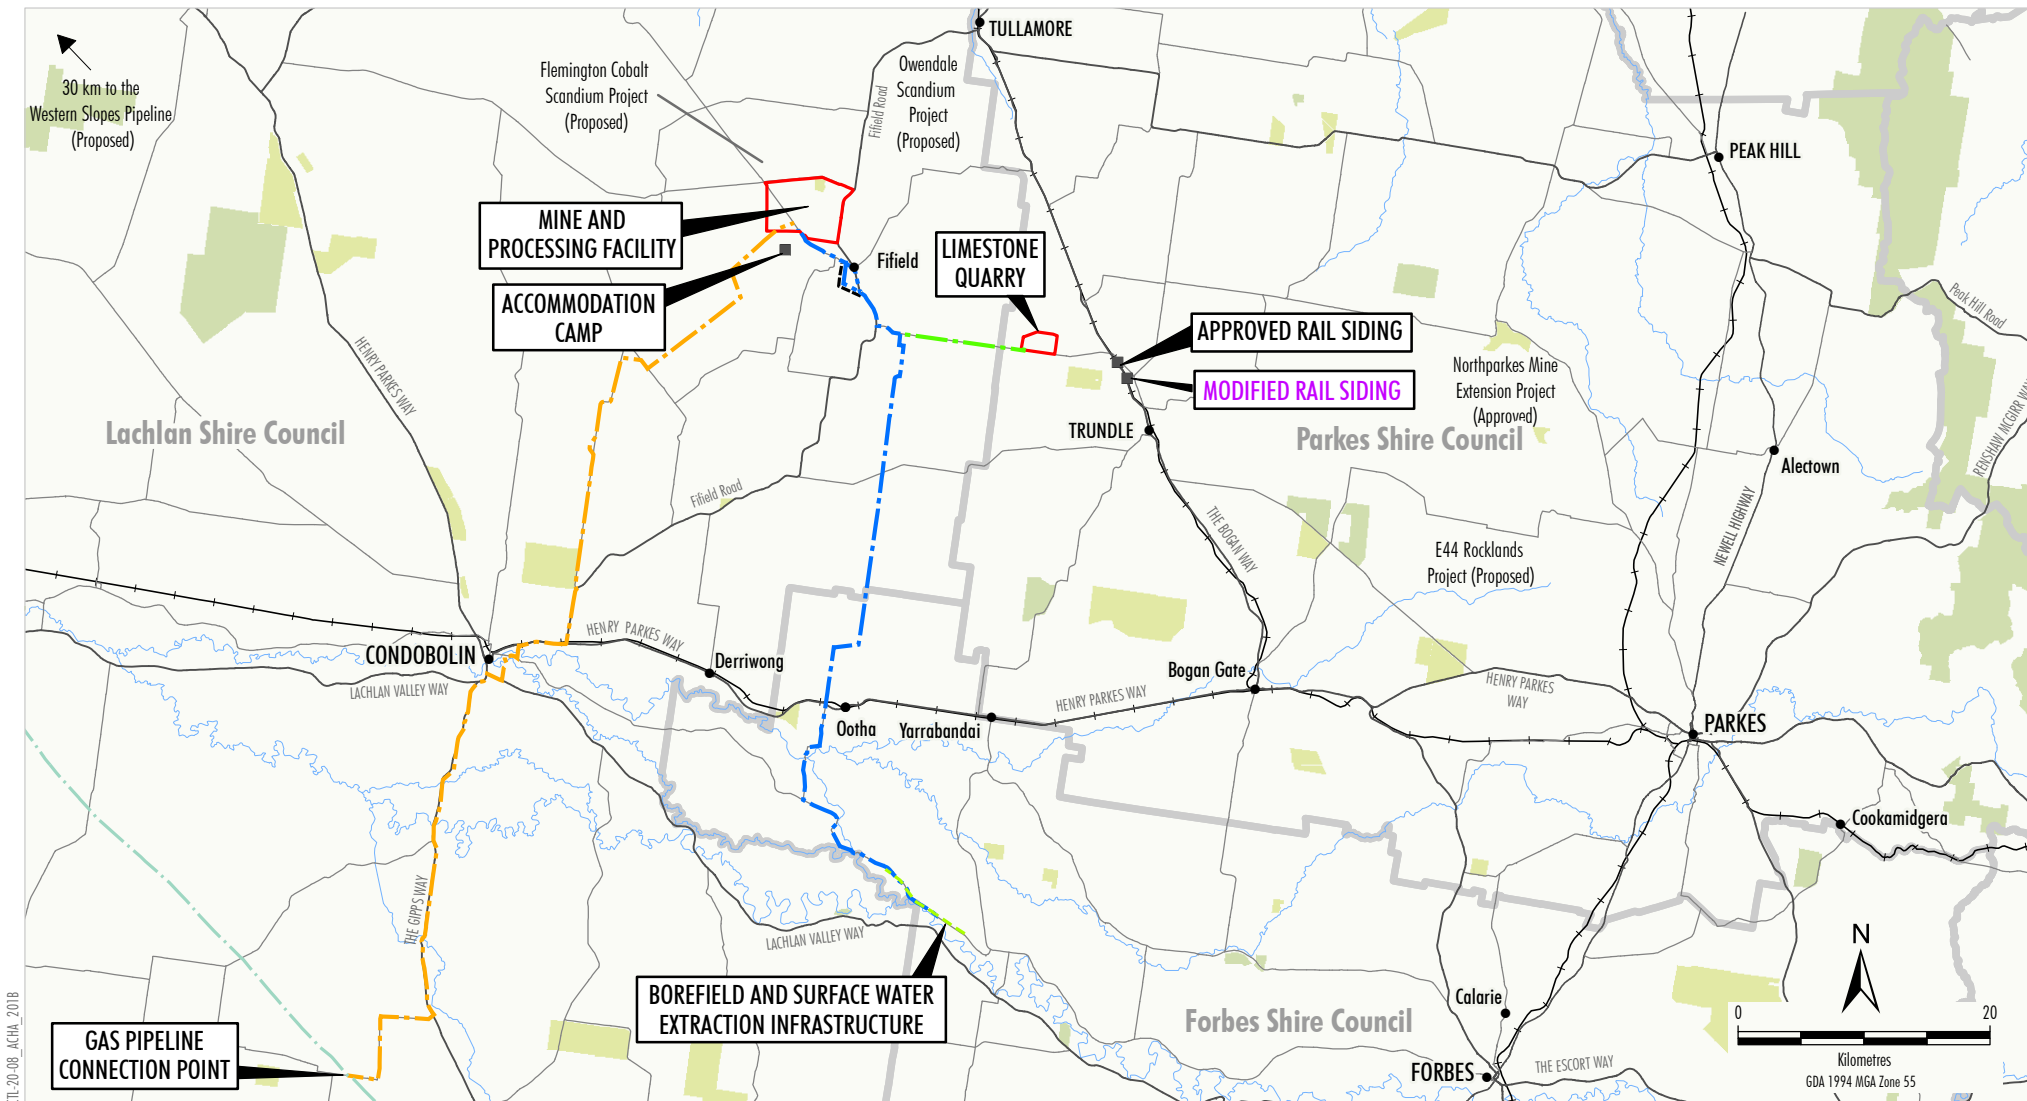 TULLAMORE
30 km to the
Western Slopes Pipeline
(Proposed)
Flemington Cobalt
Scandium Project
(Proposed)
Owendale
Scandium
Project
(Proposed)
Fifield Road
PEAK HILL
MINE AND
PROCESSING FACILITY
Fifield
LIMESTONE
QUARRY
ACCOMMODATION
CAMP
Peak Hill Road
APPROVED RAIL SIDING
MODIFIED RAIL SIDING
HENRY PARKES WAY
Northparkes Mine
Extension Project
(Approved)
Lachlan Shire Council
TRUNDLE
Parkes Shire Council
RENSHAW MCGIRR WAY
Alectown
Fifield Road
THE BOGAN WAY
NEWELL HIGHWAY
E44 Rocklands
Project (Proposed)
HENRY PARKES WAY
CONDOBOLIN
Derriwong
LACHLAN VALLEY WAY
Bogan Gate
HENRY PARKES WAY
HENRY PARKES
WAY
Ootha
Yarrabandai
PARKES
Cookamidgera
THE GIPPS WAY
LACHLAN VALLEY WAY
N
BOREFIELD AND SURFACE WATER
EXTRACTION INFRASTRUCTURE
Calarie
Forbes Shire Council
0 20
Kilometres
GDA 1994 MGA Zone 55
GAS PIPELINE
CONNECTION POINT
FORBES
THE ESCORT WAY